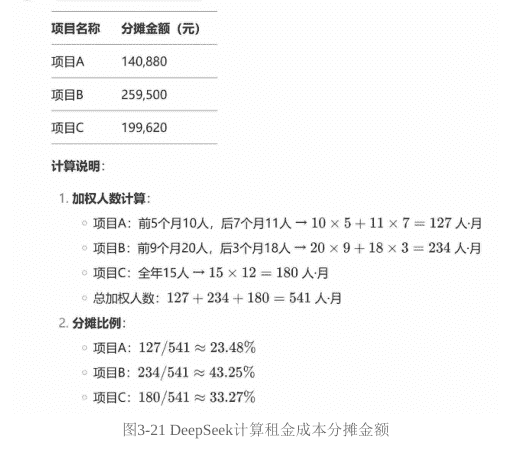 项目名称 分摊金额（元）
项目A 140,880
项目B 259,500
项目C 199,620
计算说明：
1. 加权人数计算：
○ 项目A：前5个月10人，后7个月11人 → 10 × 5 + 11 × 7 = 127 人·月
○ 项目B：前9个月20人，后3个月18人 → 20 × 9 + 18 × 3 = 234 人·月
○ 项目C：全年15人 → 15 × 12 = 180 人·月
○ 总加权人数：127 + 234 + 180 = 541 人·月
2. 分摊比例：
○ 项目A：127/541 ≈ 23.48%
○ 项目B：234/541 ≈ 43.25%
○ 项目C：180/541 ≈ 33.27%
图3-21 DeepSeek计算租金成本分摊金额